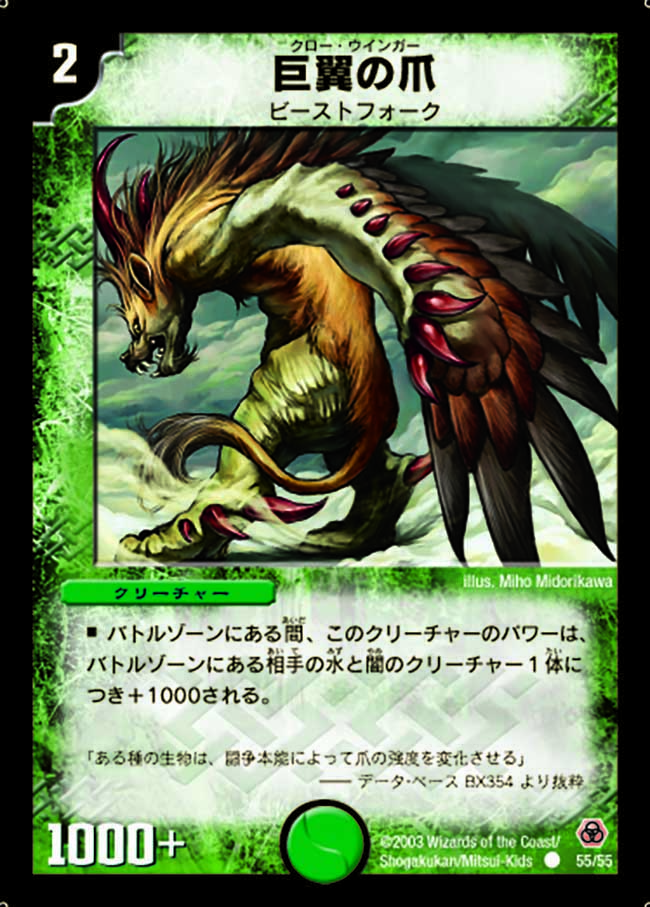 2
クロー・ウインガー
巨翼の爪
ビーストフォーク
illus. Miho Midorikawa
クリーチャー
■ バトルゾーンにある間、このクリーチャーのパワーは、
バトルゾーンにある相手の水と闇のクリーチャー1体に
つき+1000される。
「ある種の生物は、闘争本能によって爪の強度を変化させる」
—— データ・ベース BX354 より抜粋
1000+
©2003 Wizards of the Coast/
Shogakukan/Mitsui-Kids ● 55/55